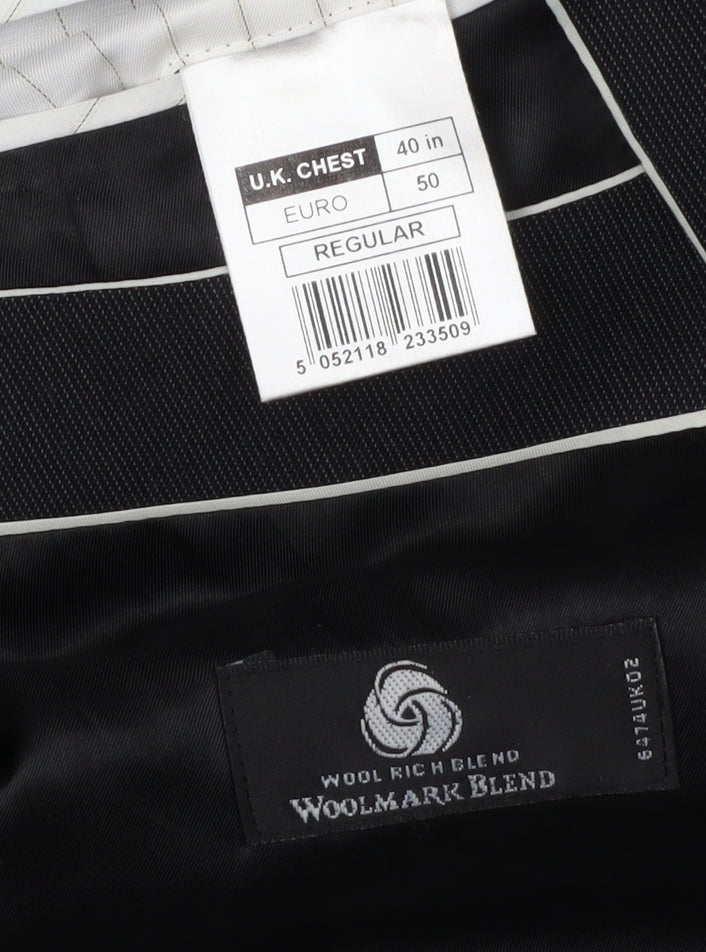 U.K. CHEST 40 in
EURO 50
REGULAR
5 052118 233509
WOOL RICH BLEND
WOOLMARK BLEND
6474UK02